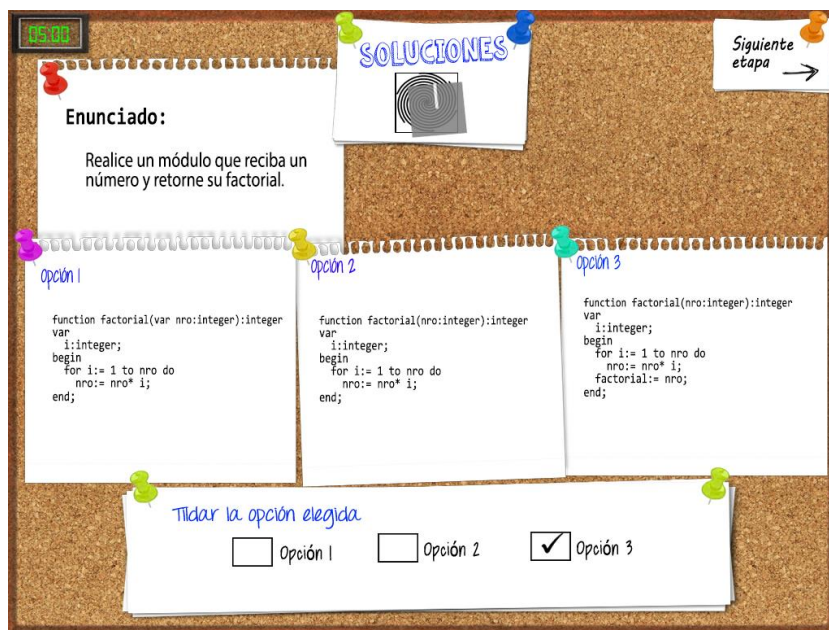 05:00
SOLUCIONES
Siguiente
etapa
Enunciado:
Realice un módulo que reciba un
número y retorne su factorial.
Opción 1
function factorial(var nro:integer):integer
var
i:integer;
begin
for i:= 1 to nro do
nro:= nro* i;
end;
Opción 2
function factorial(nro:integer):integer
var
i:integer;
begin
for i:= 1 to nro do
nro:= nro* i;
end;
Opción 3
function factorial(nro:integer):integer
var
i:integer;
begin
for i:= 1 to nro do
nro:= nro* i;
factorial:= nro;
end;
Tildar la opción elegida
Opción 1
Opción 2
Opción 3